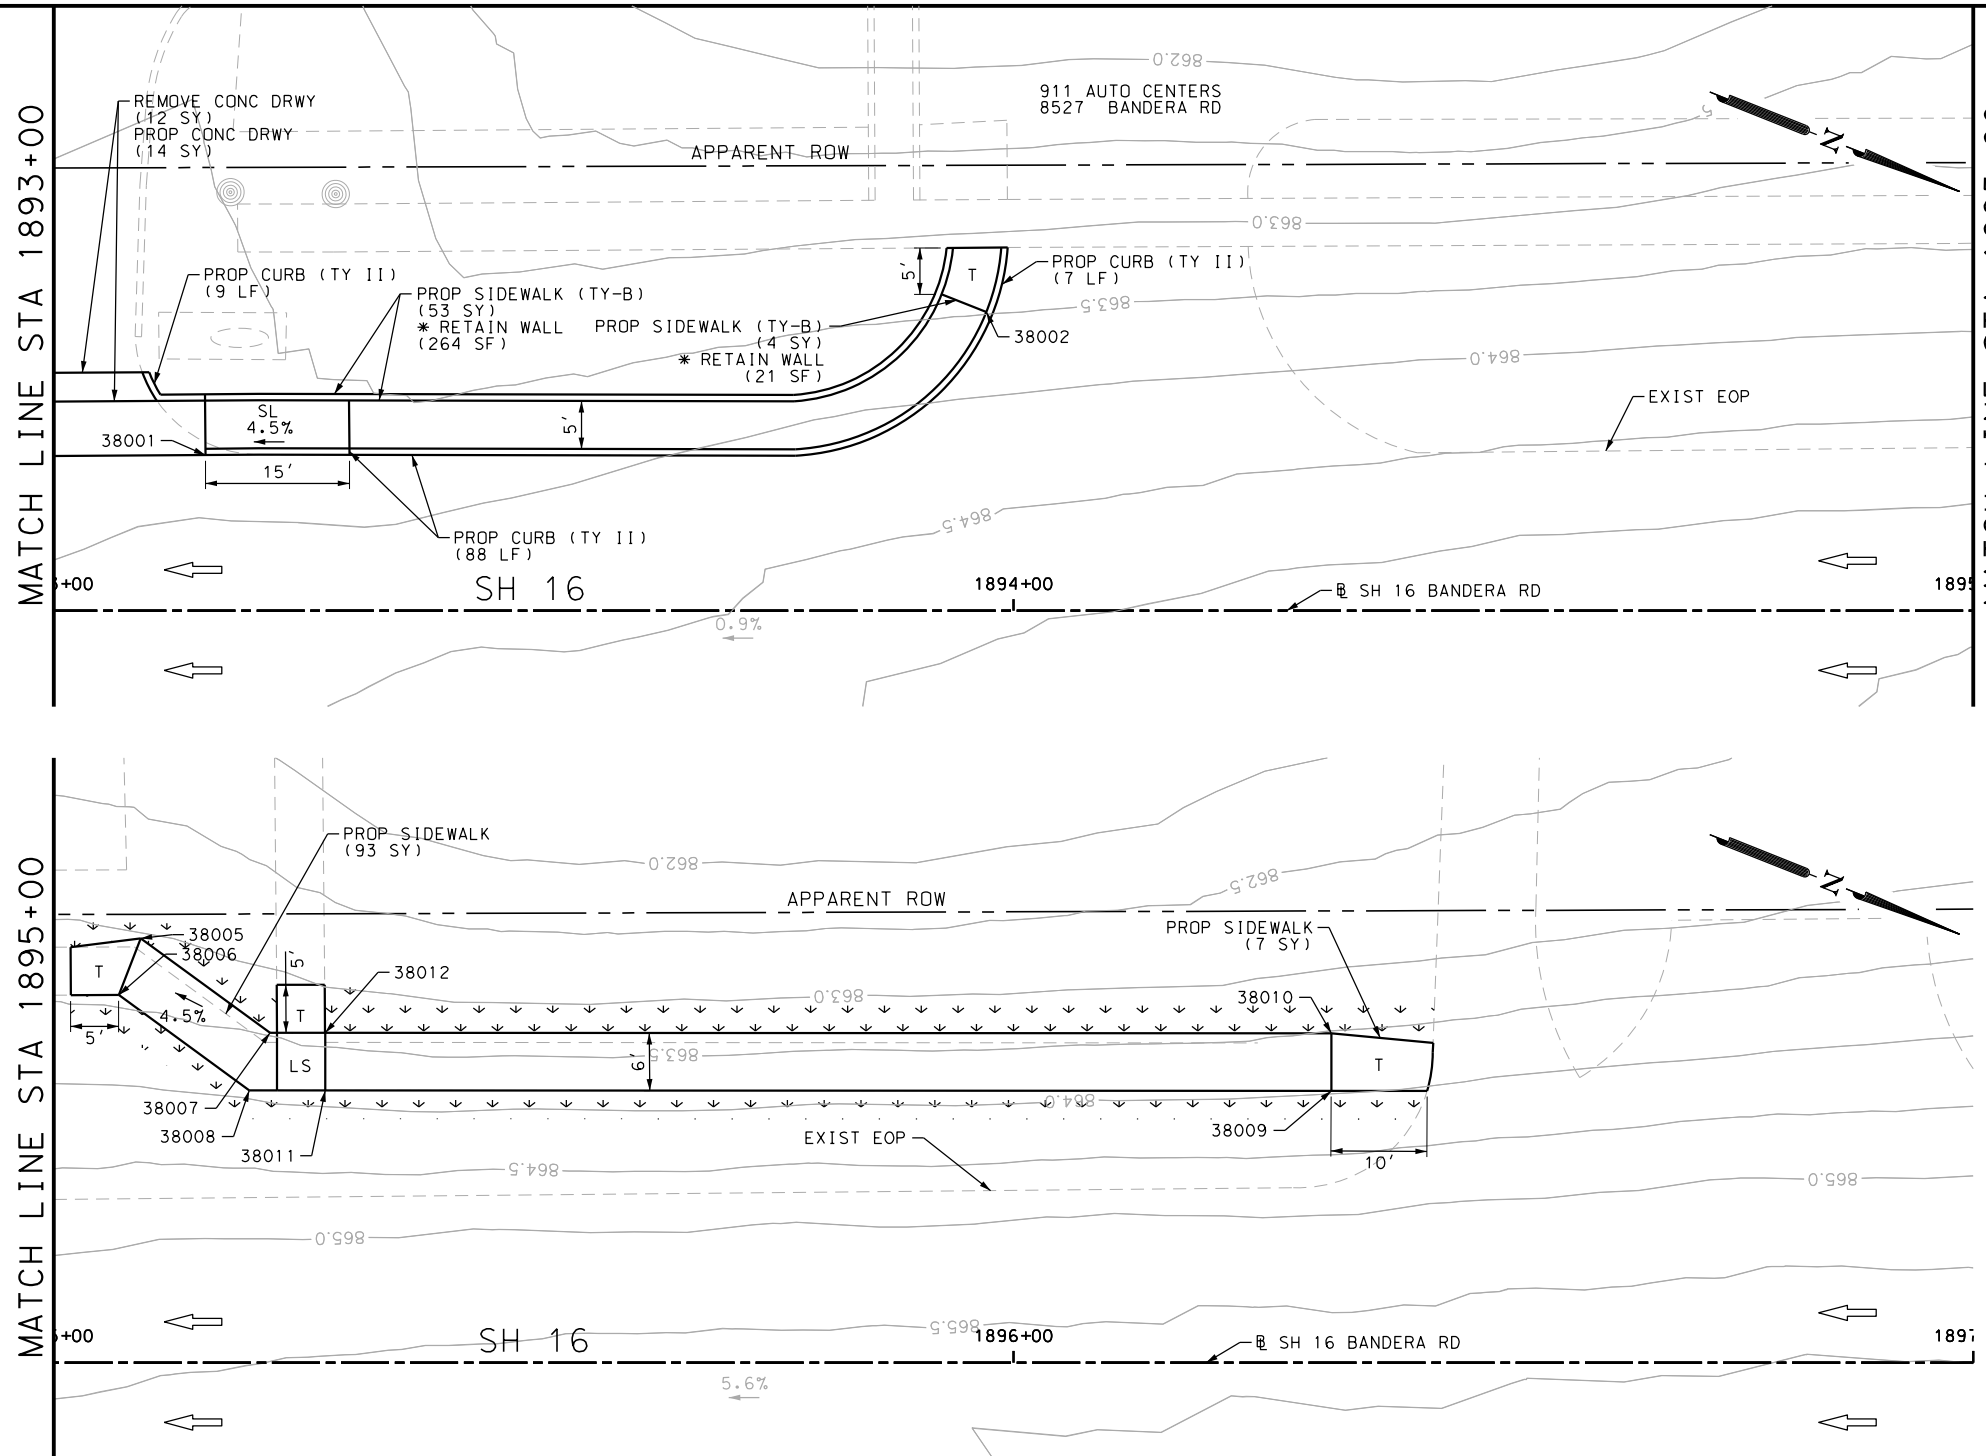 MATCH LINE STA 1893+00
REMOVE CONC DRWY
(12 SY)
PROP CONC DRWY
(14 SY)
APPARENT ROW
911 AUTO CENTERS
8527 BANDERA RD
862.0
5
N
863.0
PROP CURB (TY II)
(9 LF)
PROP SIDEWALK (TY-B)
(53 SY)
* RETAIN WALL
(264 SF)
PROP SIDEWALK (TY-B)
(4 SY)
* RETAIN WALL
(21 SF)
5'
T
PROP CURB (TY II)
(7 LF)
863.5
38002
864.0
EXIST EOP
SL
4.5%
38001
15'
5'
864.5
PROP CURB (TY II)
(88 LF)
+00
SH 16
1894+00
℄ SH 16 BANDERA RD
1895
0.9%
MATCH LINE STA 1895+00
PROP SIDEWALK
(93 SY)
862.0
862.5
APPARENT ROW
N
38005
38006
T
5'
4.5%
5'
38012
T
LS
863.0
863.5
6'
PROP SIDEWALK
(7 SY)
38010
T
864.0
38007
38008
38011
38009
10'
EXIST EOP
864.5
865.0
865.0
865.5
+00
SH 16
1896+00
℄ SH 16 BANDERA RD
1897
5.6%